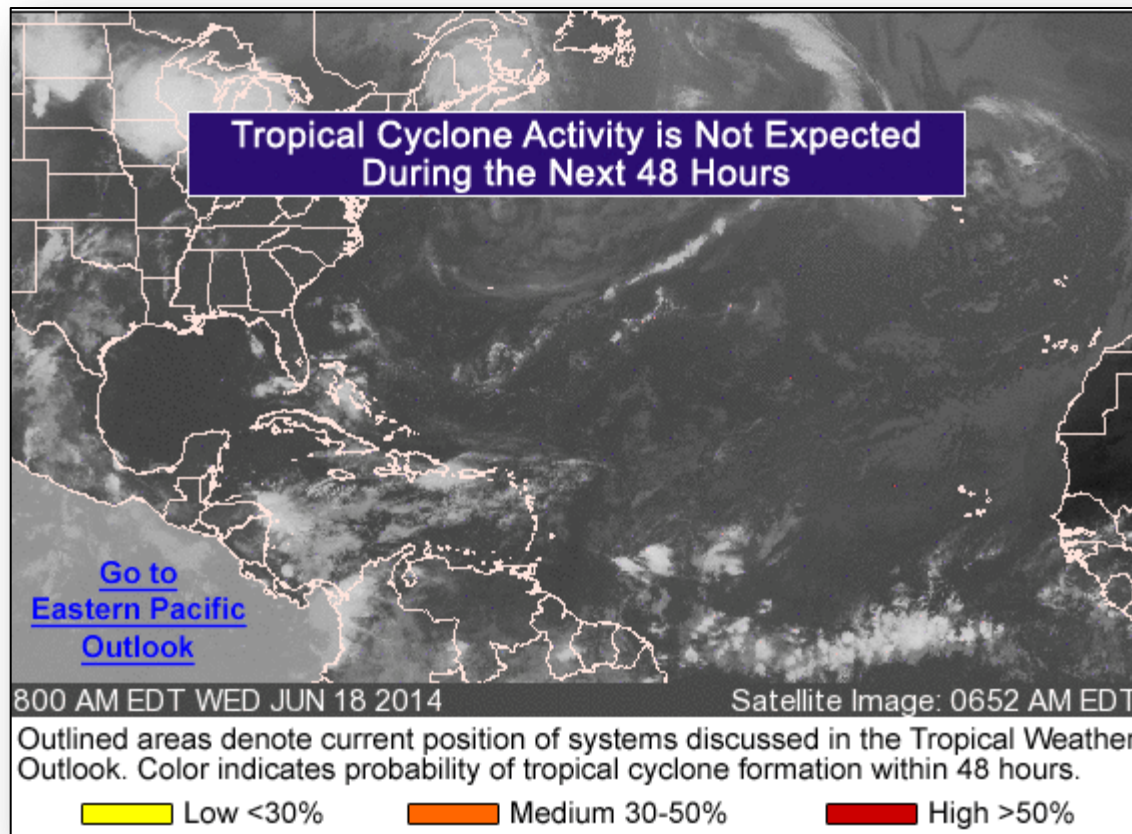 Tropical Cyclone Activity is Not Expected
During the Next 48 Hours
Go to
Eastern Pacific
Outlook
800 AM EDT WED JUN 18 2014
Satellite Image: 0652 AM EDT
Outlined areas denote current position of systems discussed in the Tropical Weather
Outlook. Color indicates probability of tropical cyclone formation within 48 hours.
Low <30%
Medium 30-50%
High >50%